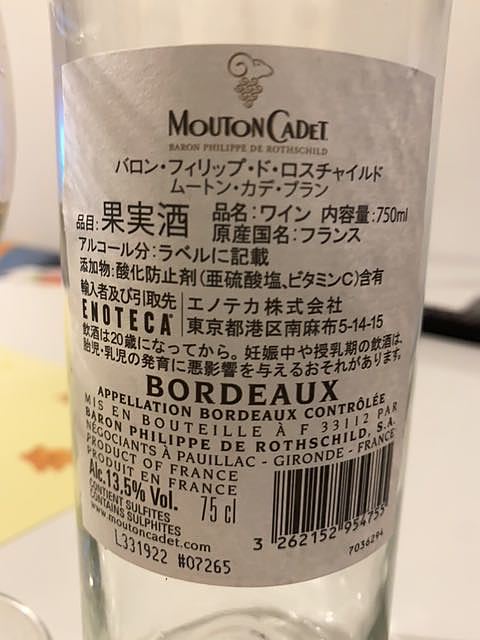 MOUTON CADET
BARON PHILIPPE DE ROTHSCHILD
バロン・フィリップ・ド・ロスチャイルド
ムートン・カデ・ブラン
品目:果実酒 品名:ワイン 内容量:750ml
アルコール分:ラベルに記載 原産国名:フランス
添加物:酸化防止剤(亜硫酸塩、ビタミンC)含有
輸入者及び引取先 エノテカ株式会社
ENOTECA 東京都港区南麻布5-14-15
飲酒は20歳になってから。妊娠中や授乳期の飲酒は、
胎児・乳児の発育に悪影響を与えるおそれがあります。
BORDEAUX
APPELLATION BORDEAUX CONTRÔLÉE
MIS EN BOUTEILLE À F 33112 PAR
BARON PHILIPPE DE ROTHSCHILD, S.A.
NÉGOCIANTS À PAUILLAC - GIRONDE - FRANCE
PRODUCT OF FRANCE
PRODUIT EN FRANCE
Alc.13.5% Vol. 75 cl
CONTIENT SULFITES
CONTAINS SULPHITES
www.moutoncadet.com
L331922 #07265
3 262152 954755
7036294